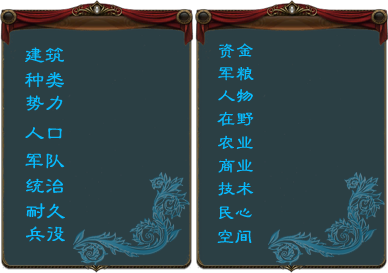 建筑
种类
势力
人口
军队
统治
耐久
兵设
资金
军粮
人物
在野
农业
商业
技术
民心
空间